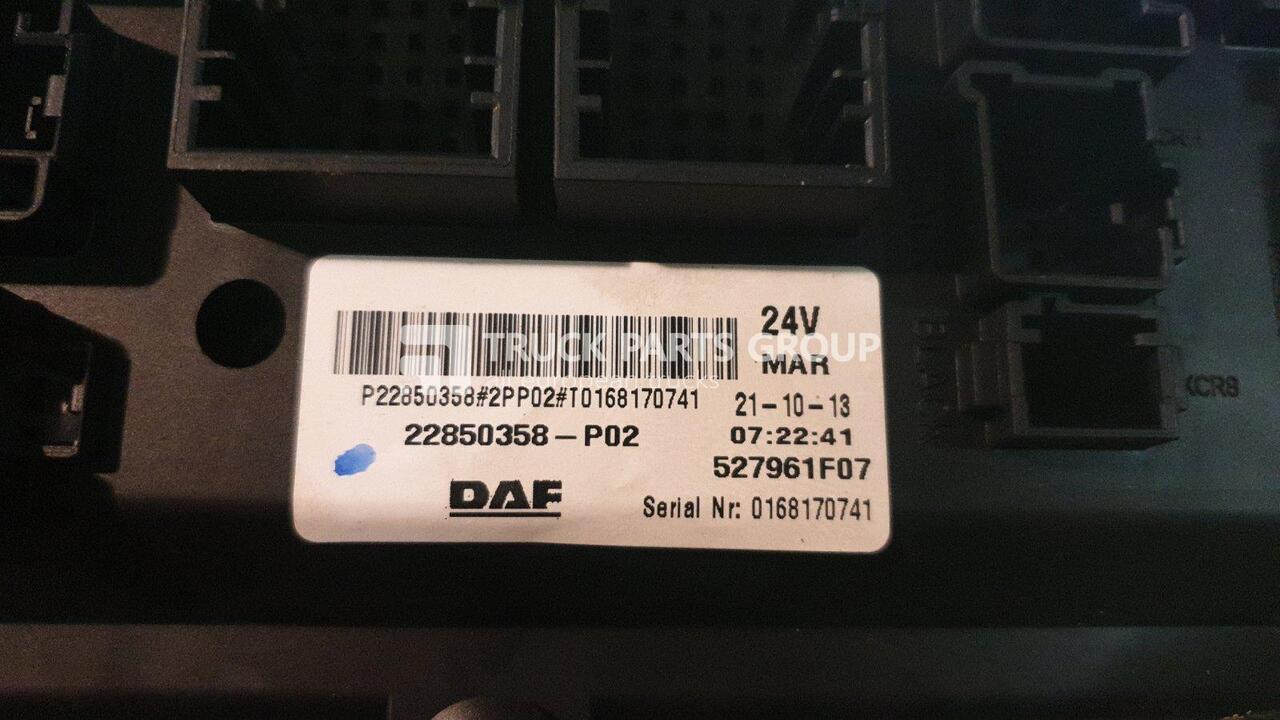 24V
TRUCK PARTS GROUP
MAR
P22850358#2PP02#T0168170741
21-10-13
22850358-P02
07:22:41
527961F07
DAF
Serial Nr: 0168170741
KCR8